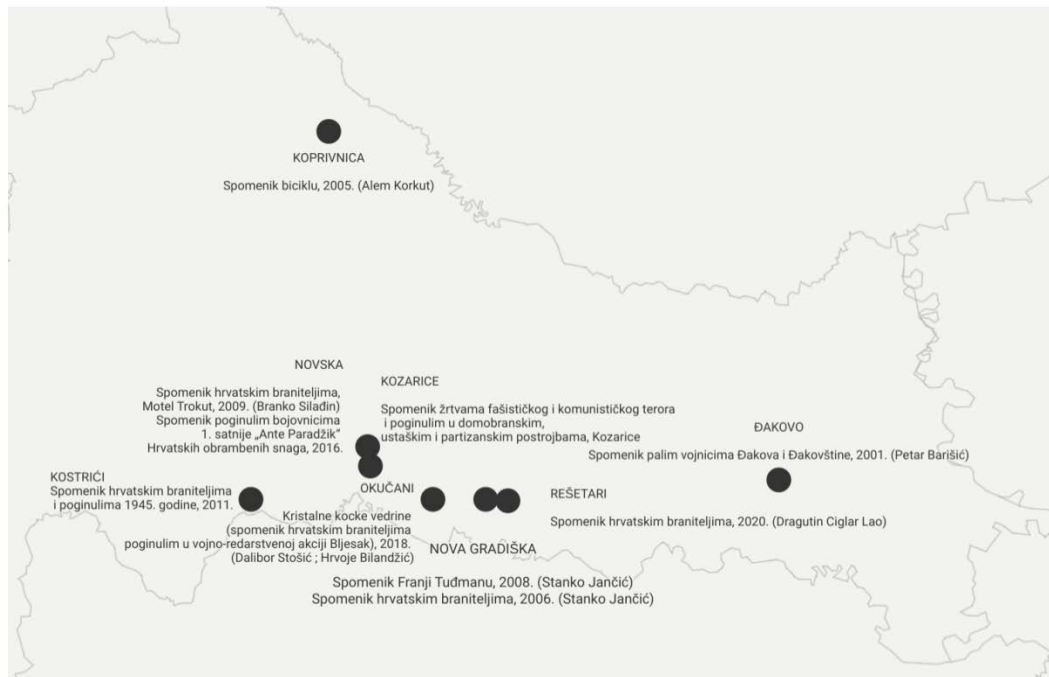 KOPRIVNICA
Spomenik biciklu, 2005. (Alem Korkut)
NOVSKA
Spomenik hrvatskim braniteljima,
Motel Trokut, 2009. (Branko Silađin)
Spomenik poginulim bojovnicima
1. satnije „Ante Paradžik“
Hrvatskih obrambenih snaga, 2016.
KOZARICE
Spomenik žrtvama fašističkog i komunističkog terora
i poginulim u domobranskim,
ustaškim i partizanskim postrojbama, Kozarice
ĐAKOVO
Spomenik palim vojnicima Đakova i Đakovštine, 2001. (Petar Barišić)
KOSTRIĆI
Spomenik hrvatskim braniteljima
i poginulima 1945. godine, 2011.
OKUČANI
Kristalne kocke vedrine
(spomenik hrvatskim braniteljima
poginulim u vojno-redarstvenoj akciji Bljesak), 2018.
(Dalibor Stošić ; Hrvoje Bilandžić)
REŠETARI
Spomenik hrvatskim braniteljima, 2020. (Dragutin Ciglar Lao)
NOVA GRADIŠKA
Spomenik Franji Tuđmanu, 2008. (Stanko Jančić)
Spomenik hrvatskim braniteljima, 2006. (Stanko Jančić)